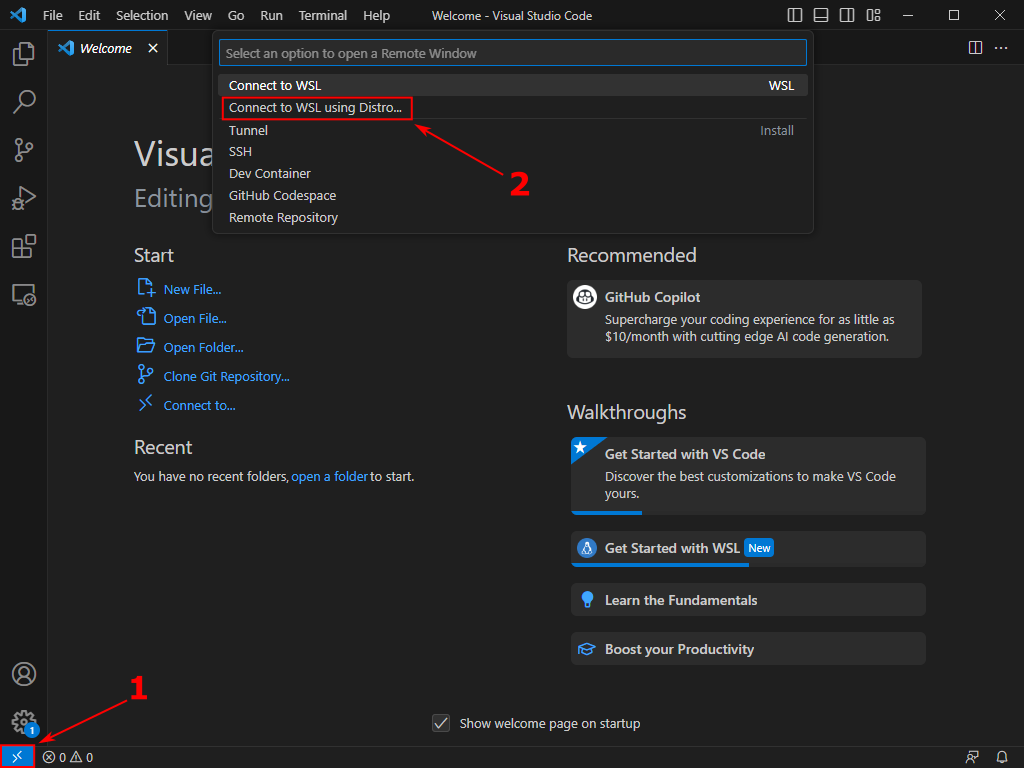 File Edit Selection View Go Run Terminal Help Welcome - Visual Studio Code
Welcome
Select an option to open a Remote Window
Connect to WSL WSL
Connect to WSL using Distro...
Tunnel Install
SSH
Dev Container
GitHub Codespace
Remote Repository
2
Visua
Editing
Start
New File...
Open File...
Open Folder...
Clone Git Repository...
Connect to...
Recent
You have no recent folders, open a folder to start.
Recommended
GitHub Copilot
Supercharge your coding experience for as little as
$10/month with cutting edge AI code generation.
Walkthroughs
Get Started with VS Code
Discover the best customizations to make VS Code
yours.
Get Started with WSL New
Learn the Fundamentals
Boost your Productivity
1
1
Show welcome page on startup
0 0